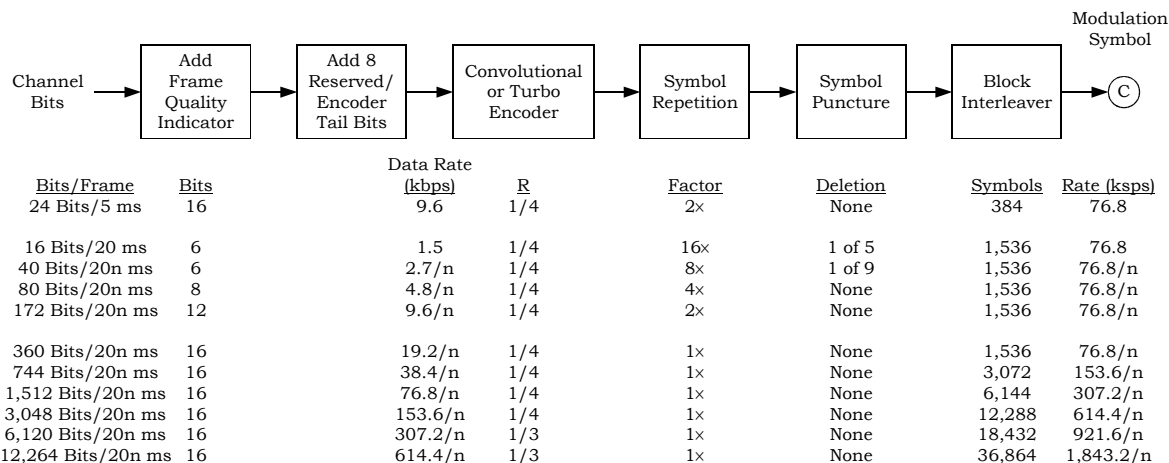 Modulation
Symbol
Channel
Bits
Add
Frame
Quality
Indicator
Add 8
Reserved/
Encoder
Tail Bits
Convolutional
or Turbo
Encoder
Symbol
Repetition
Symbol
Puncture
Block
Interleaver
C
Data Rate
Bits/Frame Bits (kbps) R Factor Deletion Symbols Rate (ksps)
24 Bits/5 ms 16 9.6 1/4 2× None 384 76.8
16 Bits/20 ms 6 1.5 1/4 16× 1 of 5 1,536 76.8
40 Bits/20n ms 6 2.7/n 1/4 8× 1 of 9 1,536 76.8/n
80 Bits/20n ms 8 4.8/n 1/4 4× None 1,536 76.8/n
172 Bits/20n ms 12 9.6/n 1/4 2× None 1,536 76.8/n
360 Bits/20n ms 16 19.2/n 1/4 1× None 1,536 76.8/n
744 Bits/20n ms 16 38.4/n 1/4 1× None 3,072 153.6/n
1,512 Bits/20n ms 16 76.8/n 1/4 1× None 6,144 307.2/n
3,048 Bits/20n ms 16 153.6/n 1/4 1× None 12,288 614.4/n
6,120 Bits/20n ms 16 307.2/n 1/3 1× None 18,432 921.6/n
12,264 Bits/20n ms 16 614.4/n 1/3 1× None 36,864 1,843.2/n